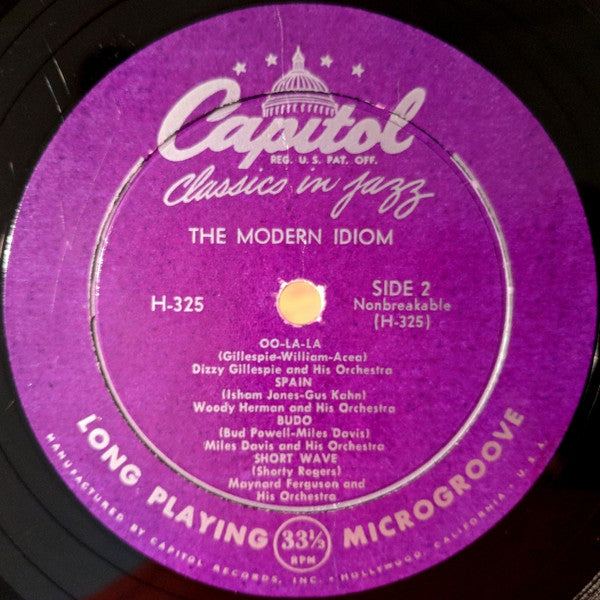 Capitol
REG. U. S. PAT. OFF.
Classics in Jazz
THE MODERN IDIOM
H-325
SIDE 2
Nonbreakable
(H-325)
OO-LA-LA
(Gillespie-William-Acea)
Dizzy Gillespie and His Orchestra
SPAIN
(Isham Jones-Gus Kahn)
Woody Herman and His Orchestra
BUDO
(Bud Powell-Miles Davis)
Miles Davis and His Orchestra
SHORT WAVE
(Shorty Rogers)
Maynard Ferguson and
His Orchestra
LONG PLAYING 33⅓ RPM MICROGROOVE
MANUFACTURED BY CAPITOL RECORDS, INC. • HOLLYWOOD, CALIFORNIA • U.S.A.